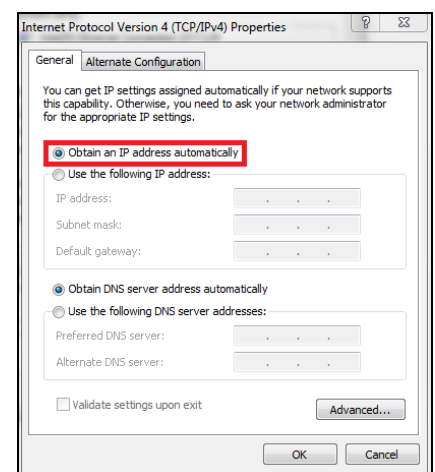 Internet Protocol Version 4 (TCP/IPv4) Properties
General
Alternate Configuration
You can get IP settings assigned automatically if your network supports
this capability. Otherwise, you need to ask your network administrator
for the appropriate IP settings.
Obtain an IP address automatically
Use the following IP address:
IP address:
Subnet mask:
Default gateway:
Obtain DNS server address automatically
Use the following DNS server addresses:
Preferred DNS server:
Alternate DNS server:
Validate settings upon exit
Advanced...
OK
Cancel